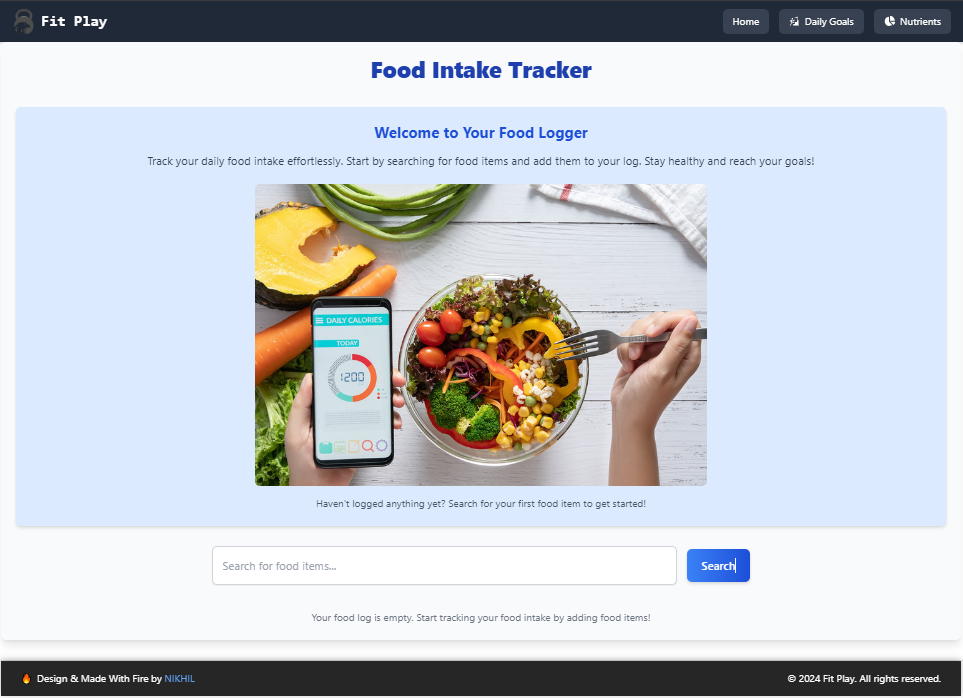 Fit Play
Home
Daily Goals
Nutrients
Food Intake Tracker
Welcome to Your Food Logger
Track your daily food intake effortlessly. Start by searching for food items and add them to your log. Stay healthy and reach your goals!
DAILY CALORIES
TODAY
1200
Haven't logged anything yet? Search for your first food item to get started!
Search for food items...
Search
Your food log is empty. Start tracking your food intake by adding food items!
Design & Made With Fire by NIKHIL
© 2024 Fit Play. All rights reserved.